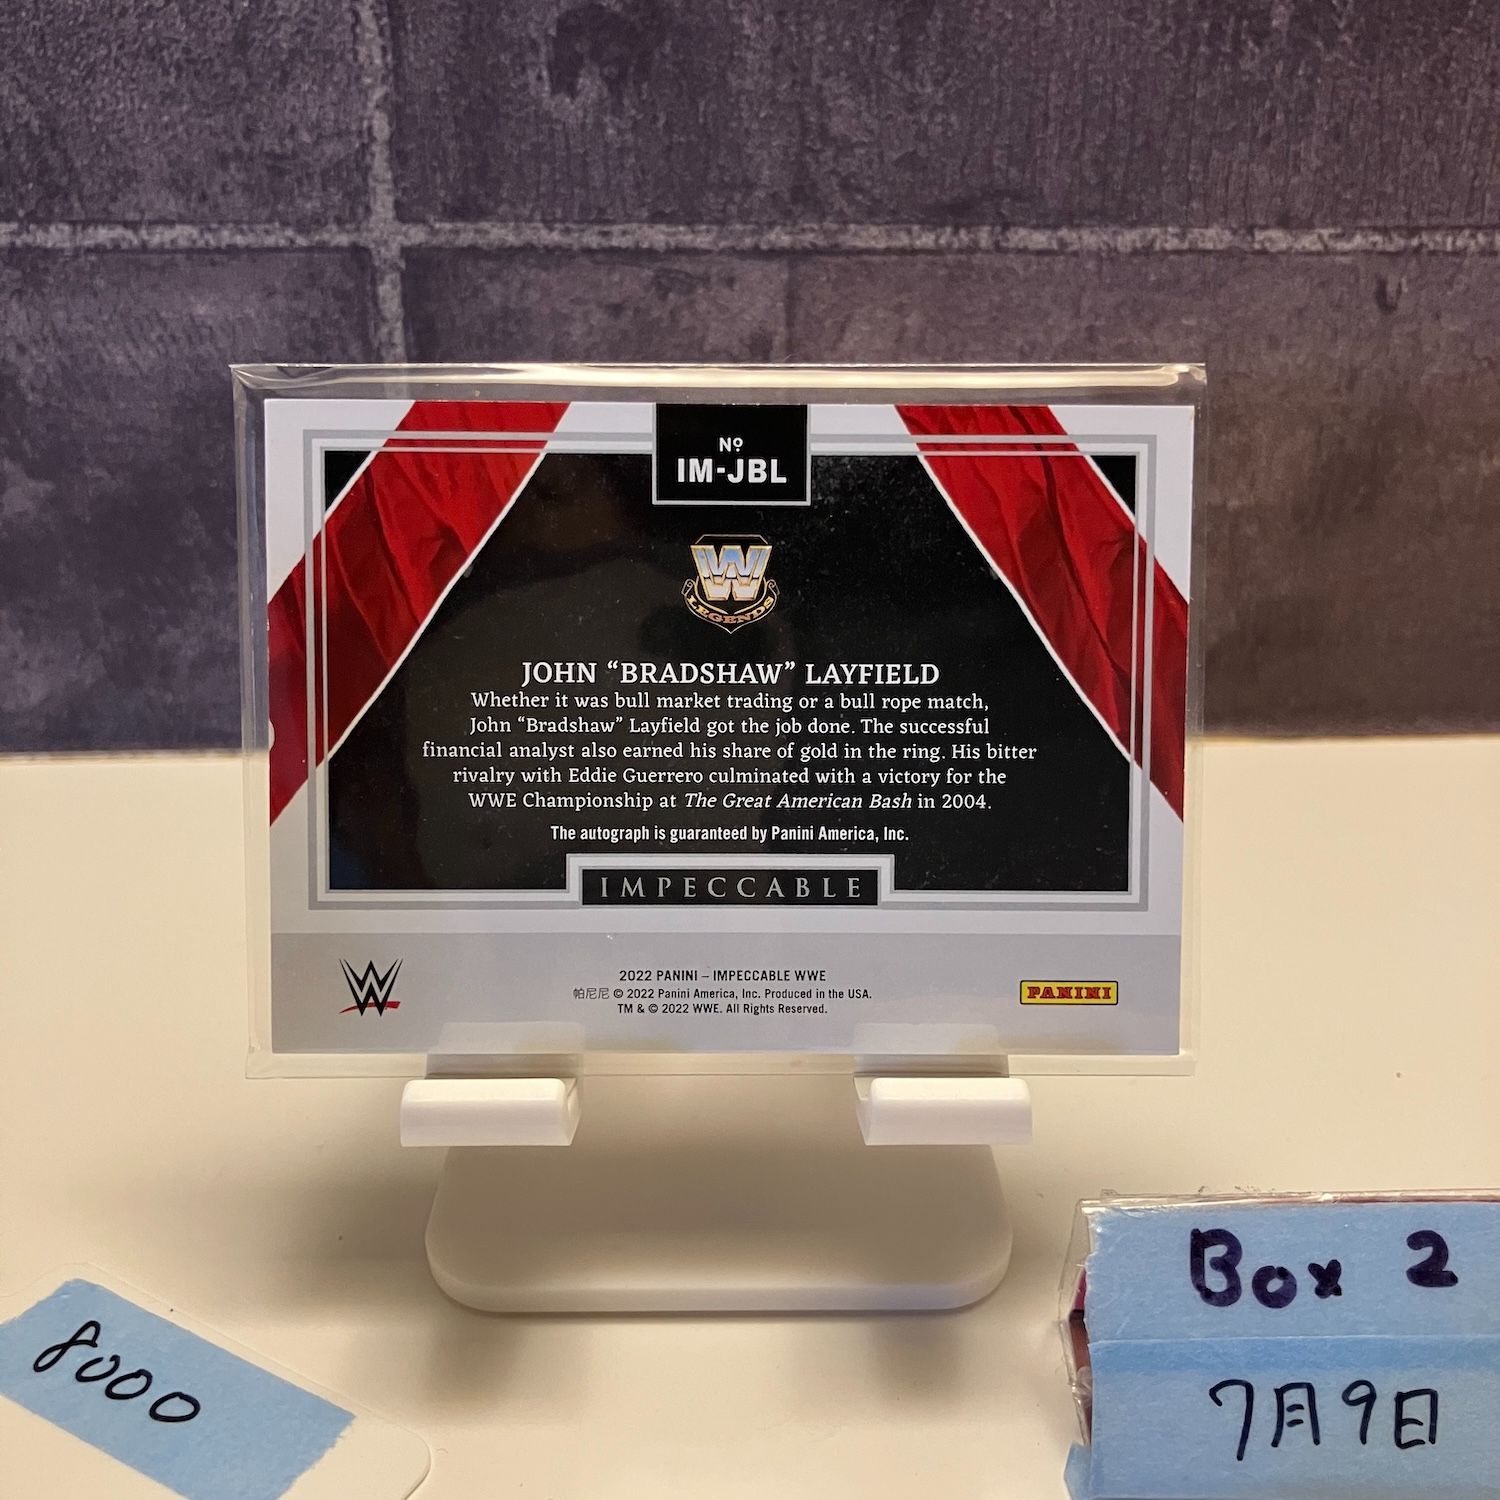 Nº
IM-JBL
W
LEGENDS
JOHN “BRADSHAW” LAYFIELD
Whether it was bull market trading or a bull rope match,
John “Bradshaw” Layfield got the job done. The successful
financial analyst also earned his share of gold in the ring. His bitter
rivalry with Eddie Guerrero culminated with a victory for the
WWE Championship at The Great American Bash in 2004.
The autograph is guaranteed by Panini America, Inc.
IMPECCABLE
W
2022 PANINI – IMPECCABLE WWE
帕尼尼 © 2022 Panini America, Inc. Produced in the USA.
TM & © 2022 WWE. All Rights Reserved.
PANINI
8000
Box 2
7月9日